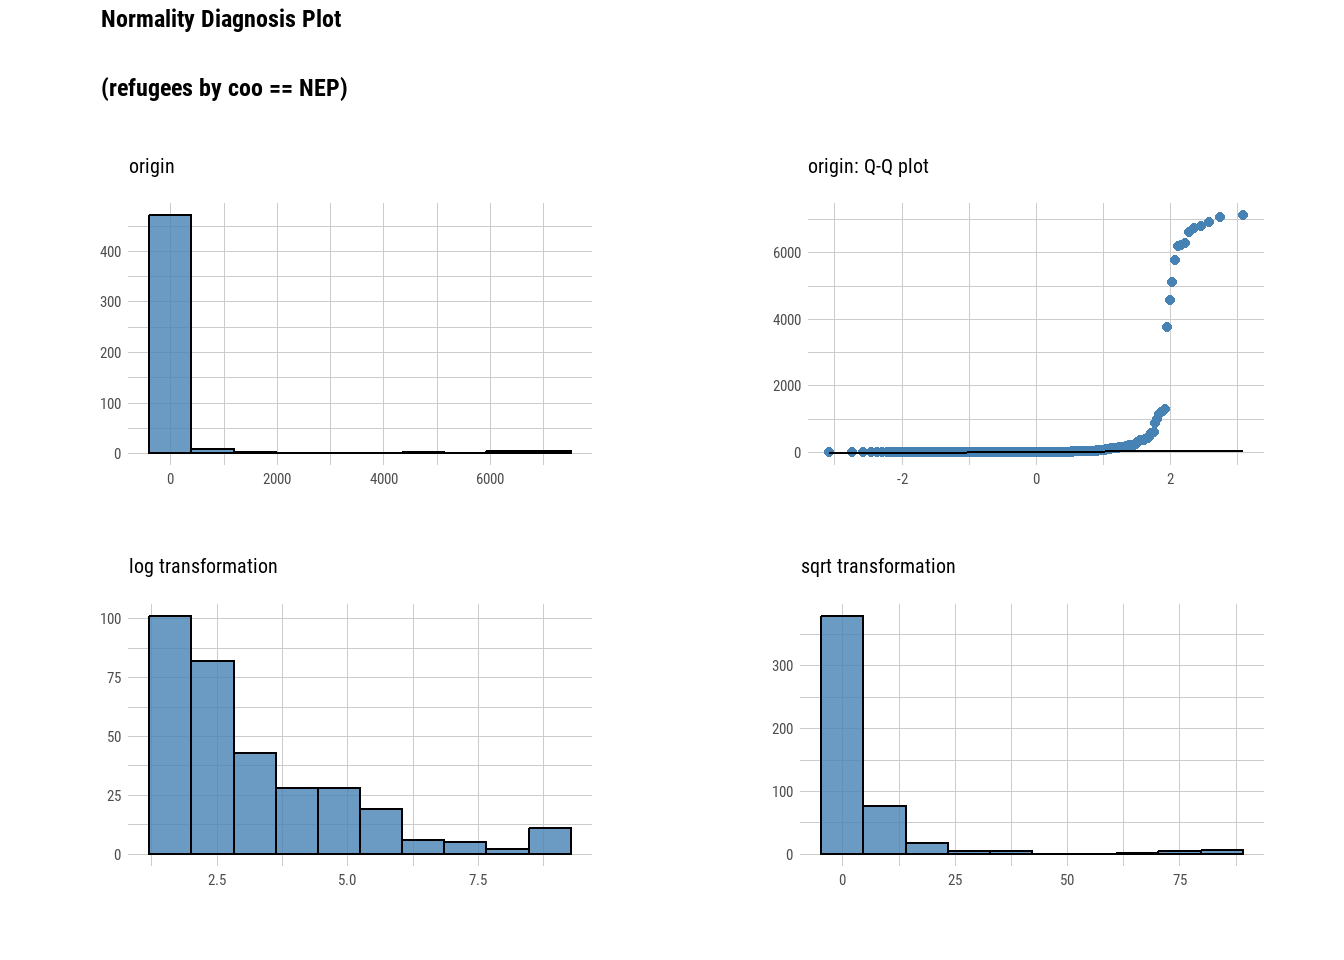 Normality Diagnosis Plot
(refugees by coo == NEP)
origin
400
300
200
100
0
0 2000 4000 6000
origin: Q-Q plot
6000
4000
2000
0
-2 0 2
log transformation
100
75
50
25
0
2.5 5.0 7.5
sqrt transformation
300
200
100
0
0 25 50 75